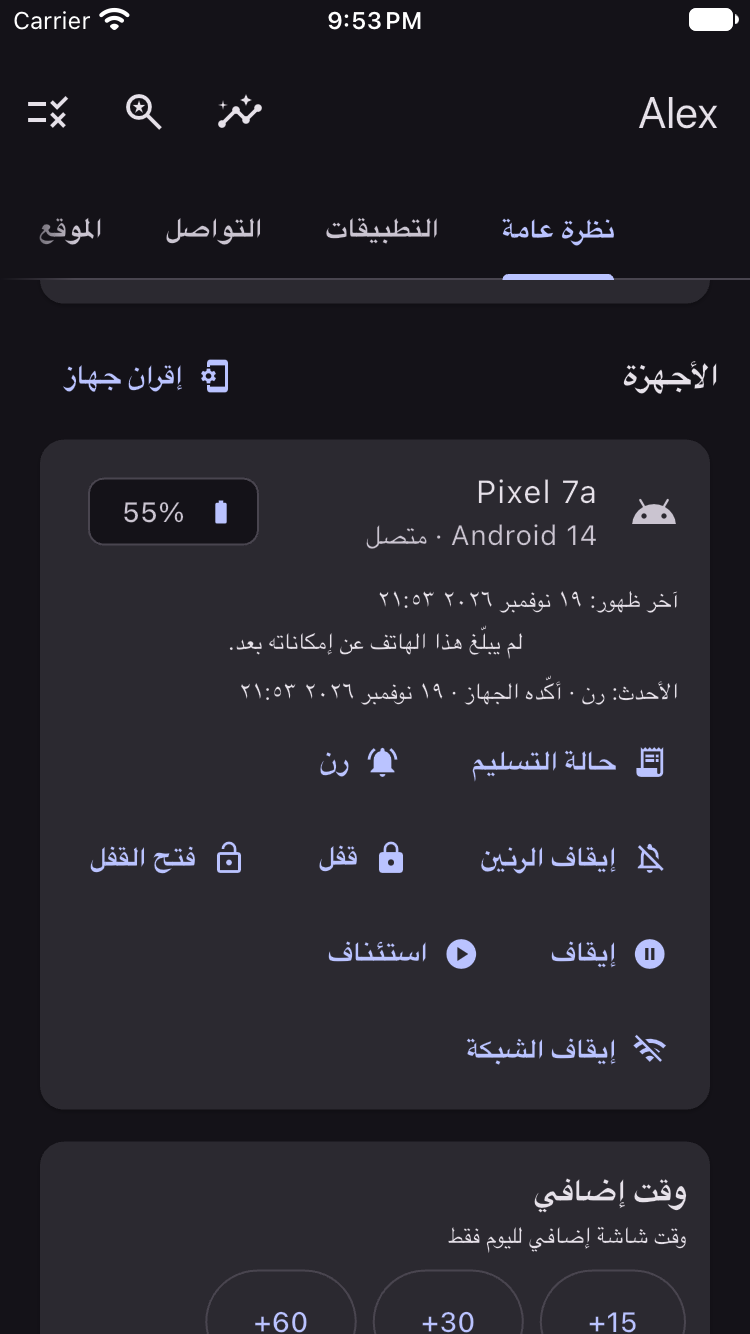 Carrier 9:53 PM
Alex
نظرة عامة التطبيقات التواصل الموقع
الأجهزة إقران جهاز
Pixel 7a 55%
Android 14 · متصل
آخر ظهور: ١٩ نوفمبر ٢٠٢٦ ٢١:٥٣
لم يبلّغ هذا الهاتف عن إمكاناته بعد.
الأحدث: رن · أكّده الجهاز · ١٩ نوفمبر ٢٠٢٦ ٢١:٥٣
حالة التسليم رن
إيقاف الرنين قفل فتح القفل
إيقاف استئناف
إيقاف الشبكة
وقت إضافي
وقت شاشة إضافي لليوم فقط
+15 +30 +60